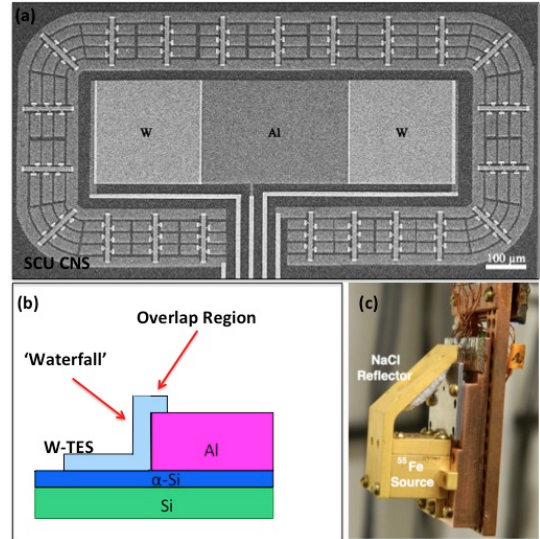 (a)
W
Al
W
SCU CNS
100 μm
(b)
Overlap Region
'Waterfall'
W-TES
Al
α-Si
Si
(c)
NaCl
Reflector
⁵⁵Fe
Source